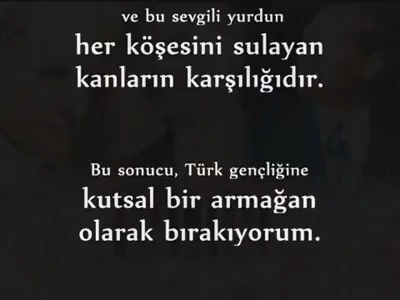 ve bu sevgili yurdun
her köşesini sulayan
kanların karşılığıdır.
Bu sonucu, Türk gençliğine
kutsal bir armağan
olarak bırakıyorum.